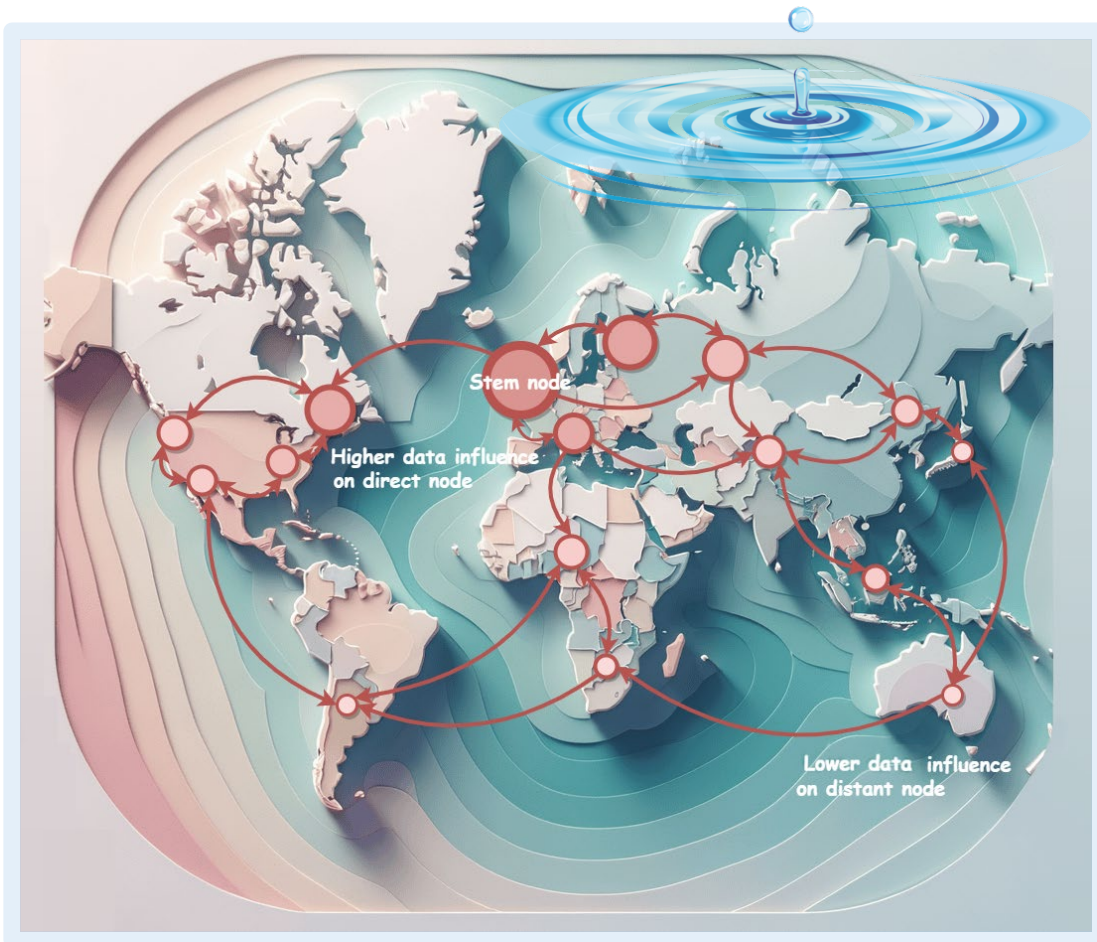 Stem node
Higher data influence
on direct node
Lower data influence
on distant node